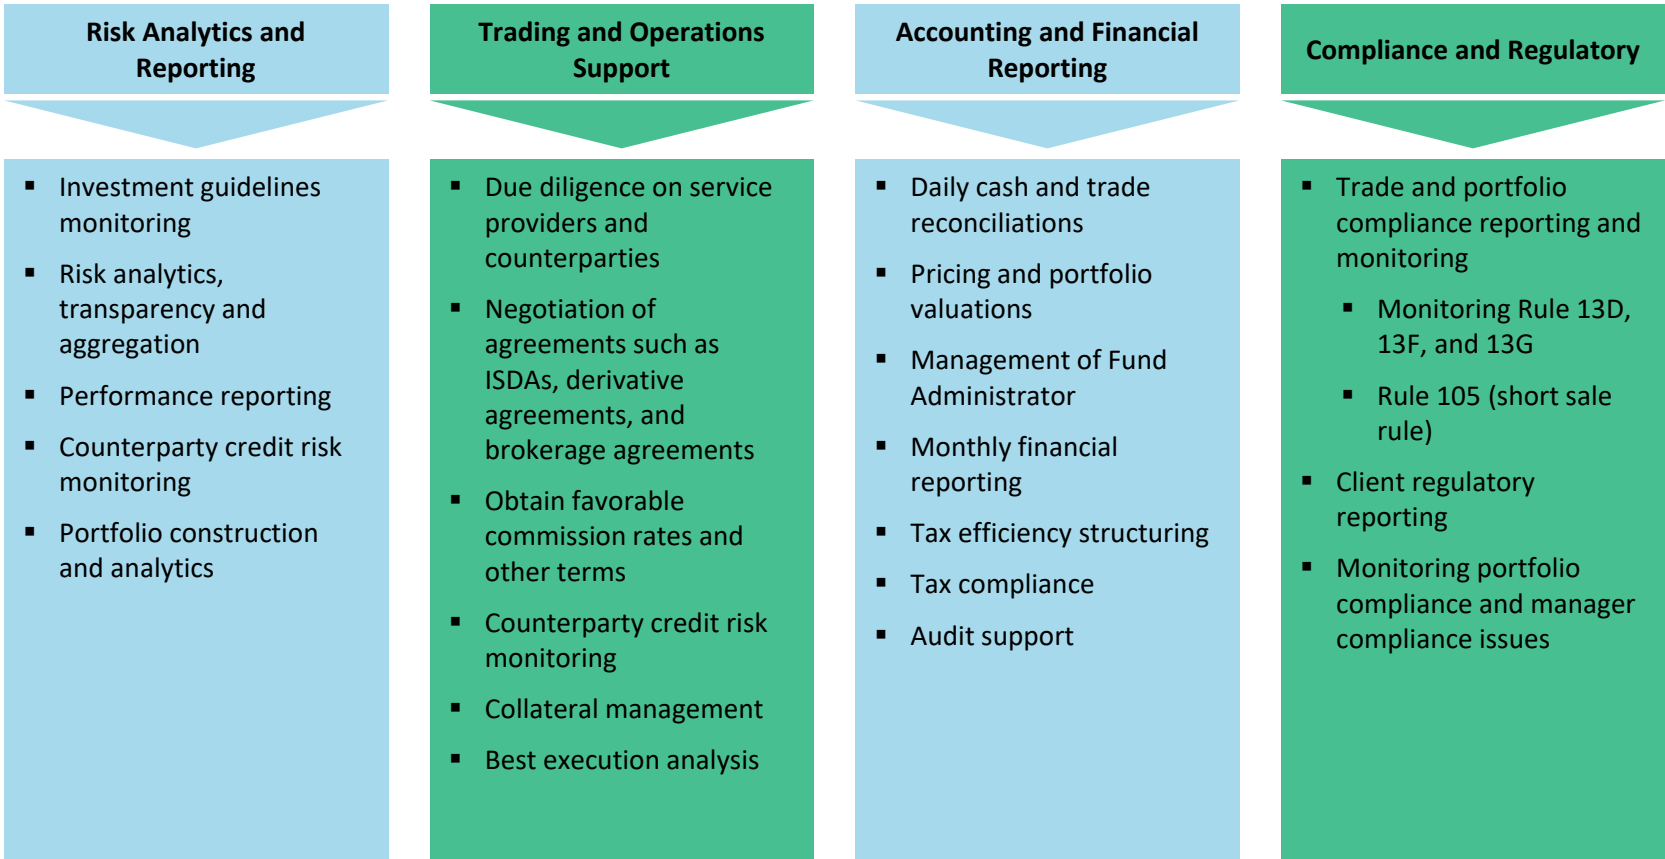 Risk Analytics and
Reporting
▪ Investment guidelines
monitoring
▪ Risk analytics,
transparency and
aggregation
▪ Performance reporting
▪ Counterparty credit risk
monitoring
▪ Portfolio construction
and analytics
Trading and Operations
Support
▪ Due diligence on service
providers and
counterparties
▪ Negotiation of
agreements such as
ISDAs, derivative
agreements, and
brokerage agreements
▪ Obtain favorable
commission rates and
other terms
▪ Counterparty credit risk
monitoring
▪ Collateral management
▪ Best execution analysis
Accounting and Financial
Reporting
▪ Daily cash and trade
reconciliations
▪ Pricing and portfolio
valuations
▪ Management of Fund
Administrator
▪ Monthly financial
reporting
▪ Tax efficiency structuring
▪ Tax compliance
▪ Audit support
Compliance and Regulatory
▪ Trade and portfolio
compliance reporting and
monitoring
▪ Monitoring Rule 13D,
13F, and 13G
▪ Rule 105 (short sale
rule)
▪ Client regulatory
reporting
▪ Monitoring portfolio
compliance and manager
compliance issues